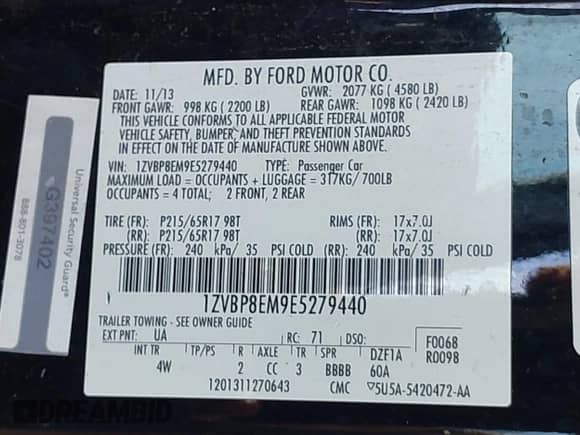 MFD. BY FORD MOTOR CO.
DATE: 11/13 GVWR: 2077 KG ( 4580 LB)
FRONT GAWR: 998 KG ( 2200 LB) REAR GAWR: 1098 KG ( 2420 LB)
THIS VEHICLE CONFORMS TO ALL APPLICABLE FEDERAL MOTOR
VEHICLE SAFETY, BUMPER, AND THEFT PREVENTION STANDARDS
IN EFFECT ON THE DATE OF MANUFACTURE SHOWN ABOVE.
VIN: 1ZVBP8EM9E5279440 TYPE: Passenger Car
MAXIMUM LOAD = OCCUPANTS + LUGGAGE = 317KG/700LB
OCCUPANTS = 4 TOTAL; 2 FRONT, 2 REAR
TIRE (FR): P215/65R17 98T RIMS (FR): 17x7.0J
(RR): P215/65R17 98T (RR): 17x7.0J
PRESSURE (FR): 240 kPa/ 35 PSI COLD (RR): 240 kPa/ 35 PSI COLD
1ZVBP8EM9E5279440
TRAILER TOWING - SEE OWNER GUIDE
EXT PNT: UA RC: 71 DSO: F0068
INT TR TP/PS R AXLE TR SPR DZF1A R0098
4W 2 CC 3 BBBB 60A
1201311270643 CMC ▽5U5A-5420472-AA
Universal Security Guard®
G397402
888-801-3078
DREAMBID